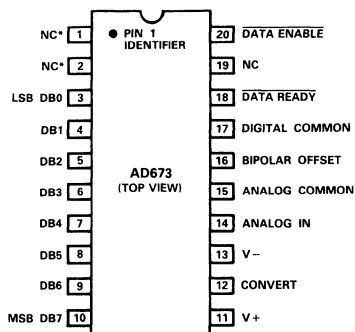 NC* 1 PIN 1 20 DATA ENABLE
IDENTIFIER
NC* 2 19 NC
LSB DB0 3 18 DATA READY
DB1 4 17 DIGITAL COMMON
DB2 5 16 BIPOLAR OFFSET
AD673
DB3 6 (TOP VIEW) 15 ANALOG COMMON
DB4 7 14 ANALOG IN
DB5 8 13 V–
DB6 9 12 CONVERT
MSB DB7 10 11 V+